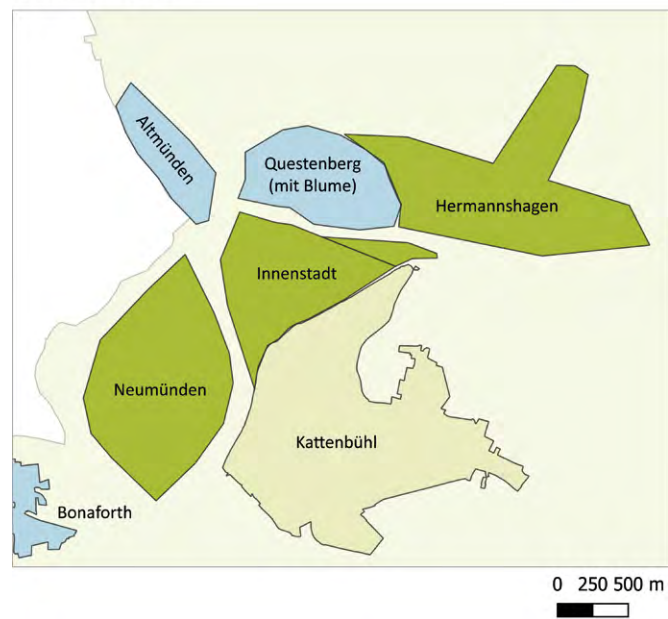 Altmünden
Questenberg
(mit Blume)
Hermannshagen
Innenstadt
Neumünden
Kattenbühl
Bonaforth
0 250 500 m